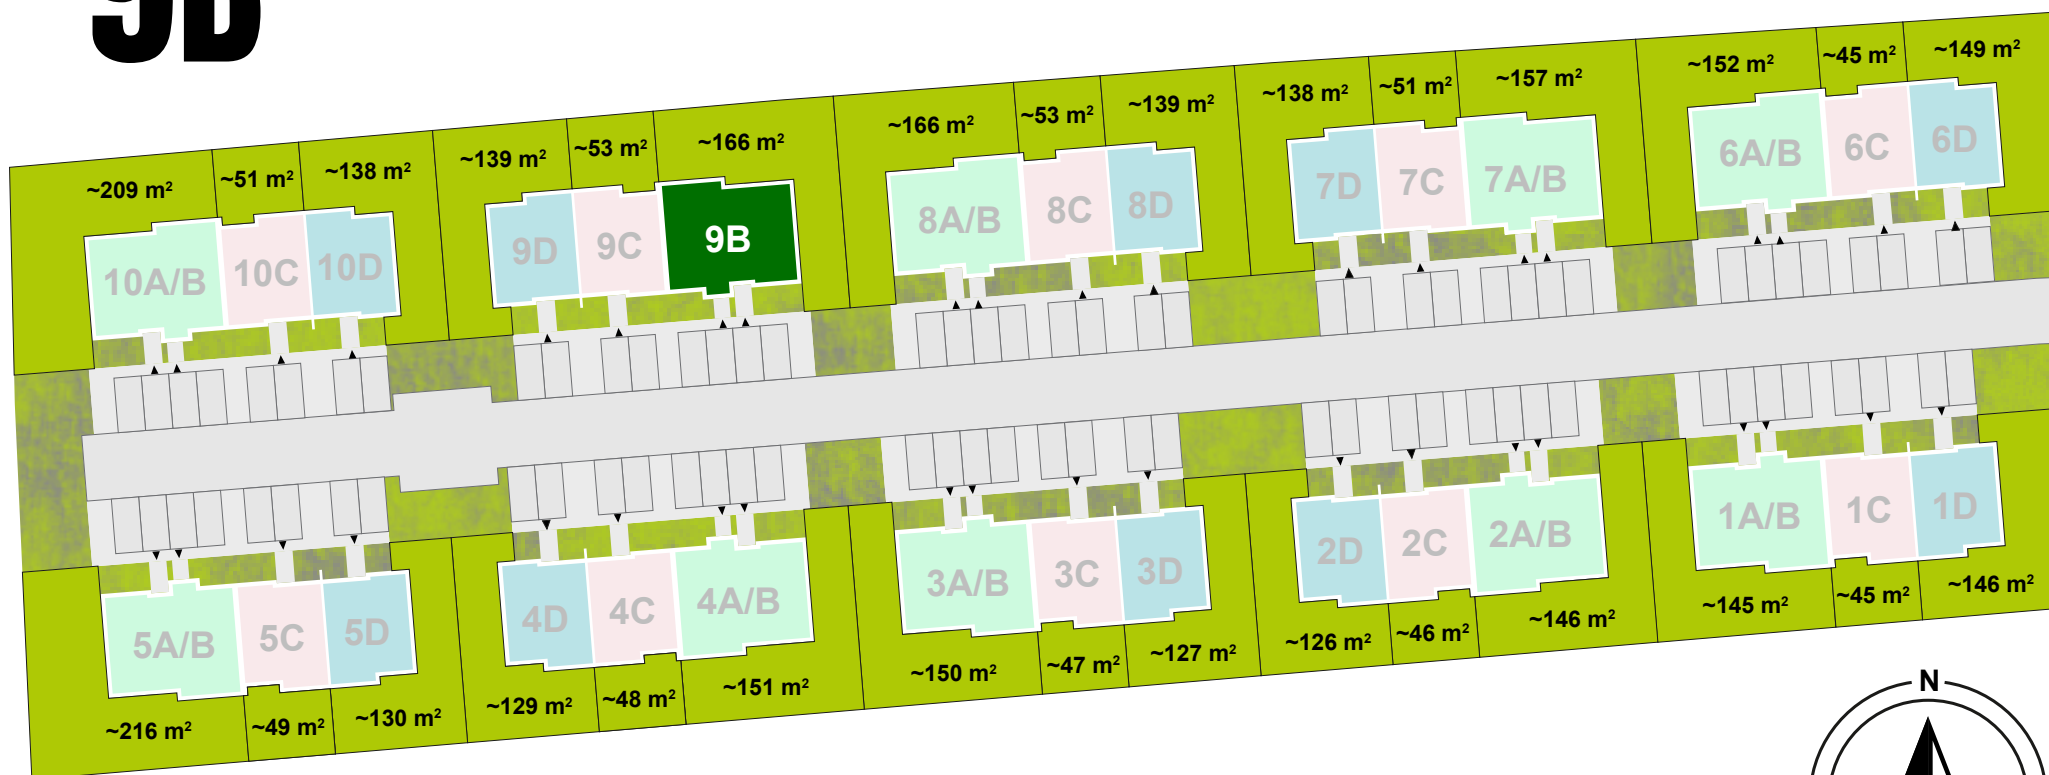 9B
~209 m²
~51 m²
~138 m²
~139 m²
~53 m²
~166 m²
~166 m²
~53 m²
~139 m²
~138 m²
~51 m²
~157 m²
~152 m²
~45 m²
~149 m²
10A/B
10C
10D
9D
9C
9B
8A/B
8C
8D
7D
7C
7A/B
6A/B
6C
6D
5A/B
5C
5D
4D
4C
4A/B
3A/B
3C
3D
2D
2C
2A/B
1A/B
1C
1D
~216 m²
~49 m²
~130 m²
~129 m²
~48 m²
~151 m²
~150 m²
~47 m²
~127 m²
~126 m²
~46 m²
~146 m²
~145 m²
~45 m²
~146 m²
N